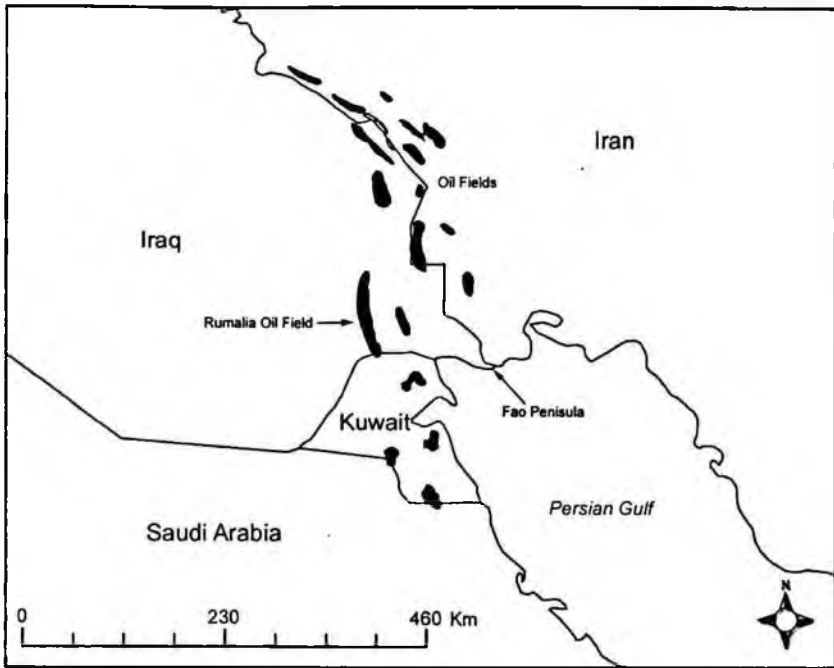 Iran
Oil Fields
Iraq
Rumalia Oil Field
Fao Penisula
Kuwait
Persian Gulf
Saudi Arabia
N
0 230 460 Km